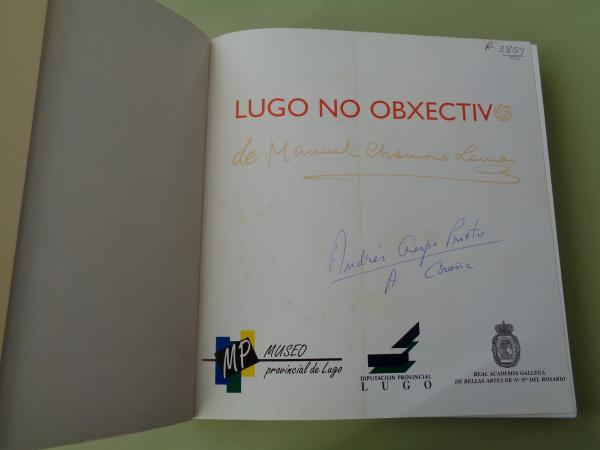 R- 3859
LUGO NO OBXECTIVO
de Manuel Chamoso Lamas
Andrés Crespo Prieto
A Coruña
MP MUSEO
provincial de Lugo
DIPUTACION PROVINCIAL
LUGO
REAL ACADEMIA GALLEGA
DE BELLAS ARTES DE Nª Sª DEL ROSARIO